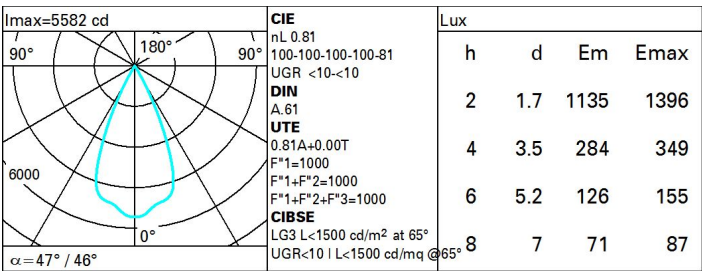 Imax=5582 cd
90° 180° 90°
6000
0°
α=47° / 46°
CIE
nL 0.81
100-100-100-100-81
UGR <10-<10
DIN
A.61
UTE
0.81A+0.00T
F"1=1000
F"1+F"2=1000
F"1+F"2+F"3=1000
CIBSE
LG3 L<1500 cd/m² at 65°
UGR<10 | L<1500 cd/mq @65°
Lux
h d Em Emax
2 1.7 1135 1396
4 3.5 284 349
6 5.2 126 155
8 7 71 87